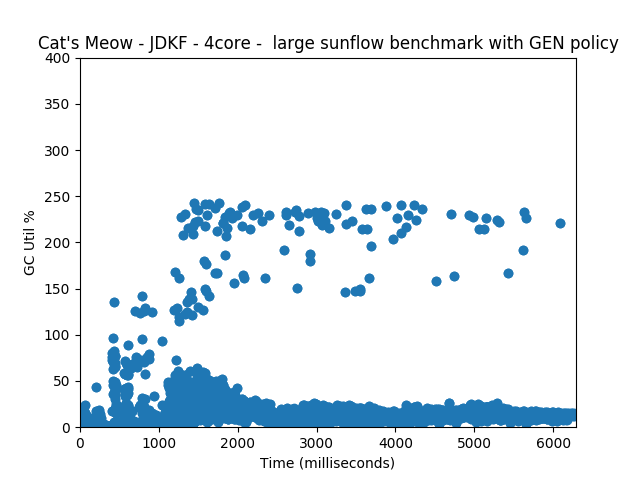 Cat's Meow - JDKF - 4core -  large sunflow benchmark with GEN policy
400
350
300
250
200
150
100
50
0
GC Util %
0 1000 2000 3000 4000 5000 6000
Time (milliseconds)